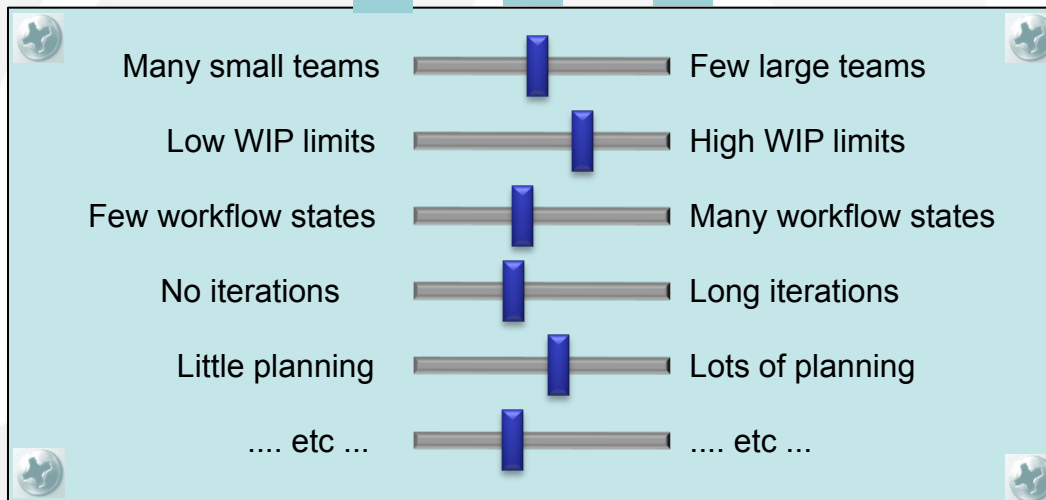 Many small teams Few large teams
Low WIP limits High WIP limits
Few workflow states Many workflow states
No iterations Long iterations
Little planning Lots of planning
.... etc ... .... etc ...